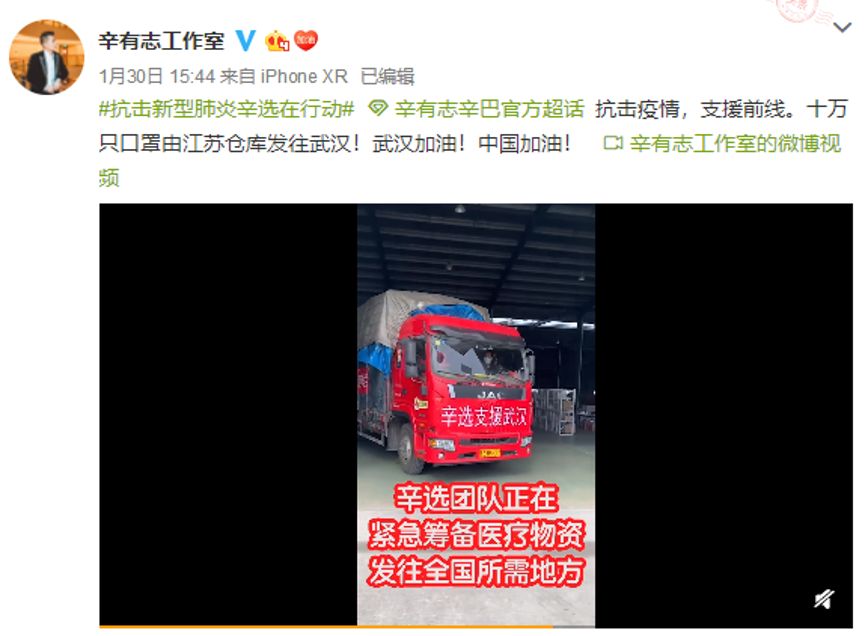 辛有志工作室
加油
1月30日 15:44 来自 iPhone XR 已编辑
#抗击新型肺炎辛选在行动# 辛有志辛巴官方超话 抗击疫情，支援前线。十万
只口罩由江苏仓库发往武汉！武汉加油！中国加油！ 辛有志工作室的微博视
频
JAC
辛选支援武汉
辛选团队正在
紧急筹备医疗物资
发往全国所需地方